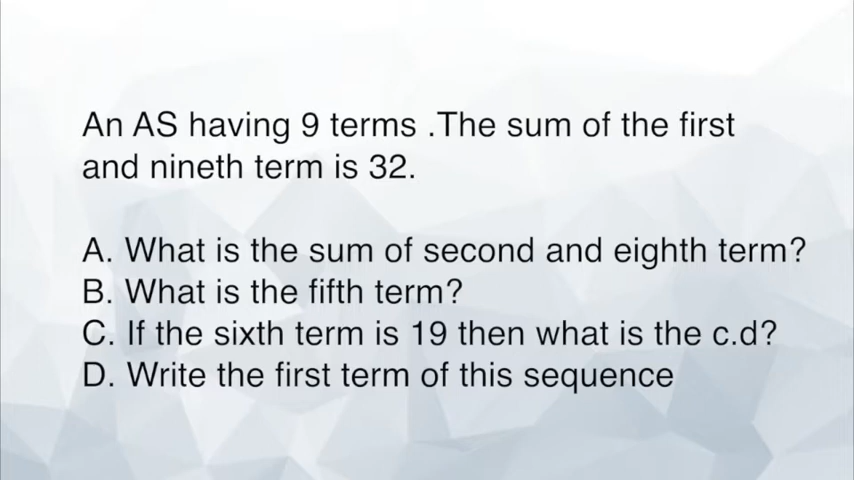 An AS having 9 terms .The sum of the first
and nineth term is 32.
A. What is the sum of second and eighth term?
B. What is the fifth term?
C. If the sixth term is 19 then what is the c.d?
D. Write the first term of this sequence